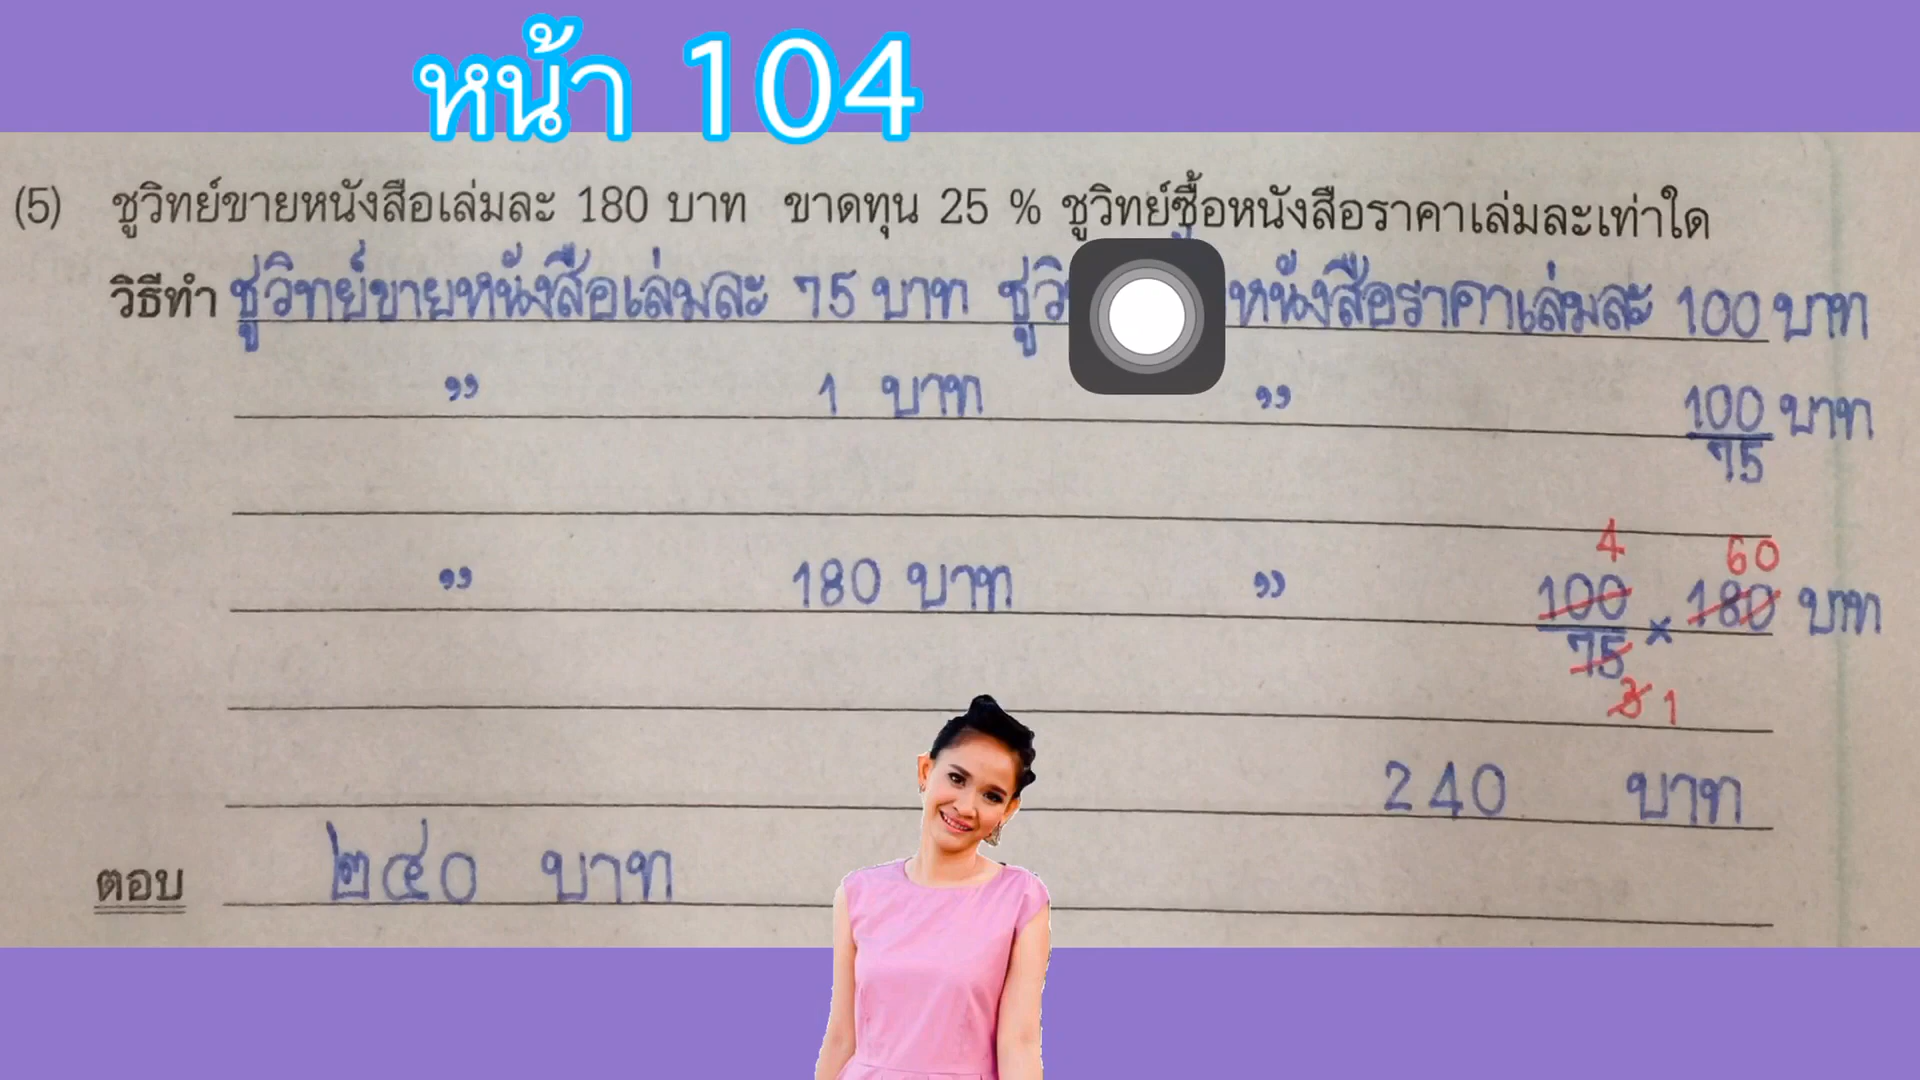 หน้า 104
(5) ชูวิทย์ขายหนังสือเล่มละ 180 บาท ขาดทุน 25 % ชูวิทย์ซื้อหนังสือราคาเล่มละเท่าใด
วิธีทำ ชูวิทย์ขายหนังสือเล่มละ 75 บาท หนังสือราคาเล่มละ 100 บาท
" 1 บาท " 100 บาท
75
4 60
" 180 บาท " 100 × 180 บาท
75
3 1
240 บาท
ตอบ ๒๔๐ บาท